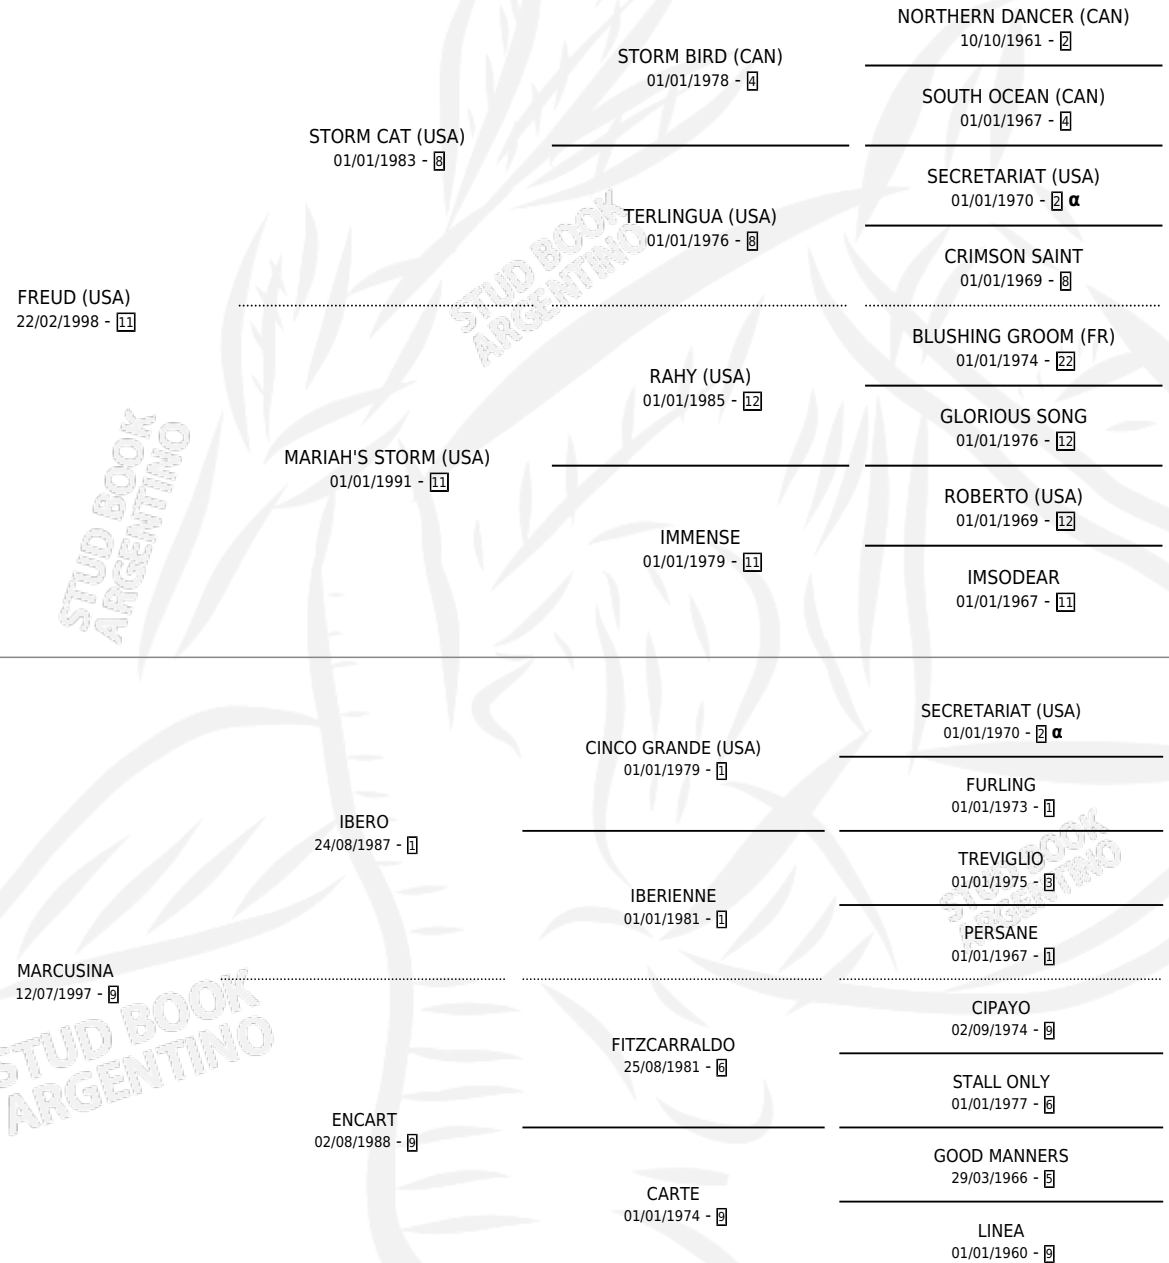 NORTHERN DANCER (CAN)
10/10/1961 - 2
STORM BIRD (CAN)
01/01/1978 - 4
SOUTH OCEAN (CAN)
01/01/1967 - 4
STORM CAT (USA)
01/01/1983 - 8
SECRETARIAT (USA)
01/01/1970 - 2 α
TERLINGUA (USA)
01/01/1976 - 8
CRIMSON SAINT
01/01/1969 - 8
FREUD (USA)
22/02/1998 - 11
BLUSHING GROOM (FR)
01/01/1974 - 22
RAHY (USA)
01/01/1985 - 12
GLORIOUS SONG
01/01/1976 - 12
MARIAH'S STORM (USA)
01/01/1991 - 11
ROBERTO (USA)
01/01/1969 - 12
IMMENSE
01/01/1979 - 11
IMSODEAR
01/01/1967 - 11
SECRETARIAT (USA)
01/01/1970 - 2 α
CINCO GRANDE (USA)
01/01/1979 - 1
FURLING
01/01/1973 - 1
IBERO
24/08/1987 - 1
TREVIGLIO
01/01/1975 - 3
IBERIENNE
01/01/1981 - 1
PERSANE
01/01/1967 - 1
MARCUSINA
12/07/1997 - 9
CIPAYO
02/09/1974 - 9
FITZCARRALDO
25/08/1981 - 6
STALL ONLY
01/01/1977 - 6
ENCART
02/08/1988 - 9
GOOD MANNERS
29/03/1966 - 5
CARTE
01/01/1974 - 9
LINEA
01/01/1960 - 9
STUD BOOK
ARGENTINO
STUD BOOK
ARGENTINO
STUD BOOK
ARGENTINO
STUD BOOK
ARGENTINO